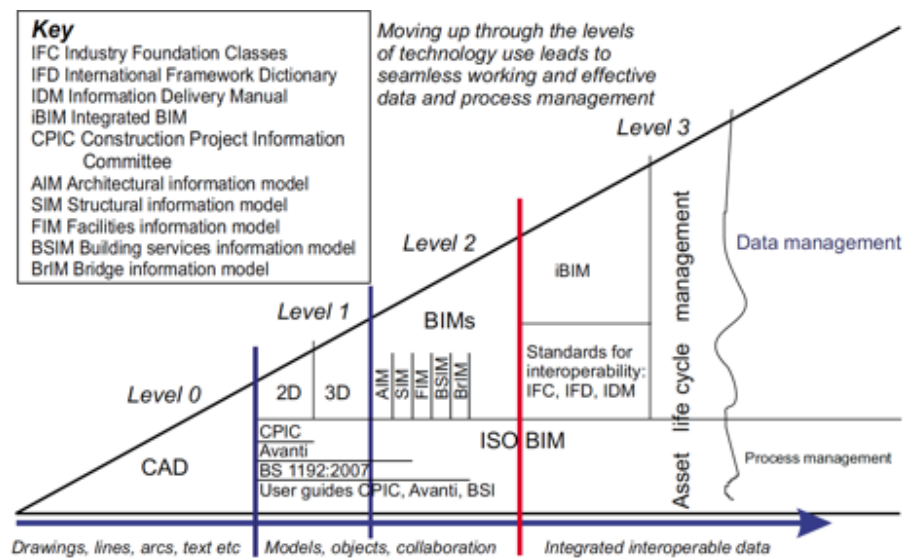 Key
IFC Industry Foundation Classes
IFD International Framework Dictionary
IDM Information Delivery Manual
iBIM Integrated BIM
CPIC Construction Project Information
Committee
AIM Architectural information model
SIM Structural information model
FIM Facilities information model
BSIM Building services information model
BrIM Bridge information model
Moving up through the levels
of technology use leads to
seamless working and effective
data and process management
Level 3
Level 2
Level 1
Level 0
Data management
iBIM
BIMs
Standards for
interoperability:
IFC, IFD, IDM
2D
3D
AIM
SIM
FIM
BSIM
BrIM
Asset life cycle management
CAD
CPIC
Avanti
BS 1192:2007
User guides CPIC, Avanti, BSI
ISO BIM
Process management
Drawings, lines, arcs, text etc
Models, objects, collaboration
Integrated interoperable data